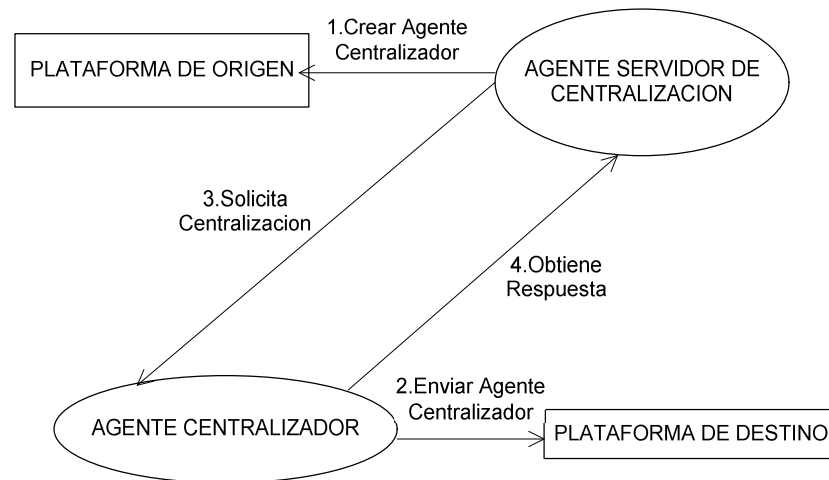 1.Crear Agente
Centralizador
PLATAFORMA DE ORIGEN
AGENTE SERVIDOR DE
CENTRALIZACION
3.Solicita
Centralizacion
4.Obtiene
Respuesta
2.Enviar Agente
Centralizador
AGENTE CENTRALIZADOR
PLATAFORMA DE DESTINO